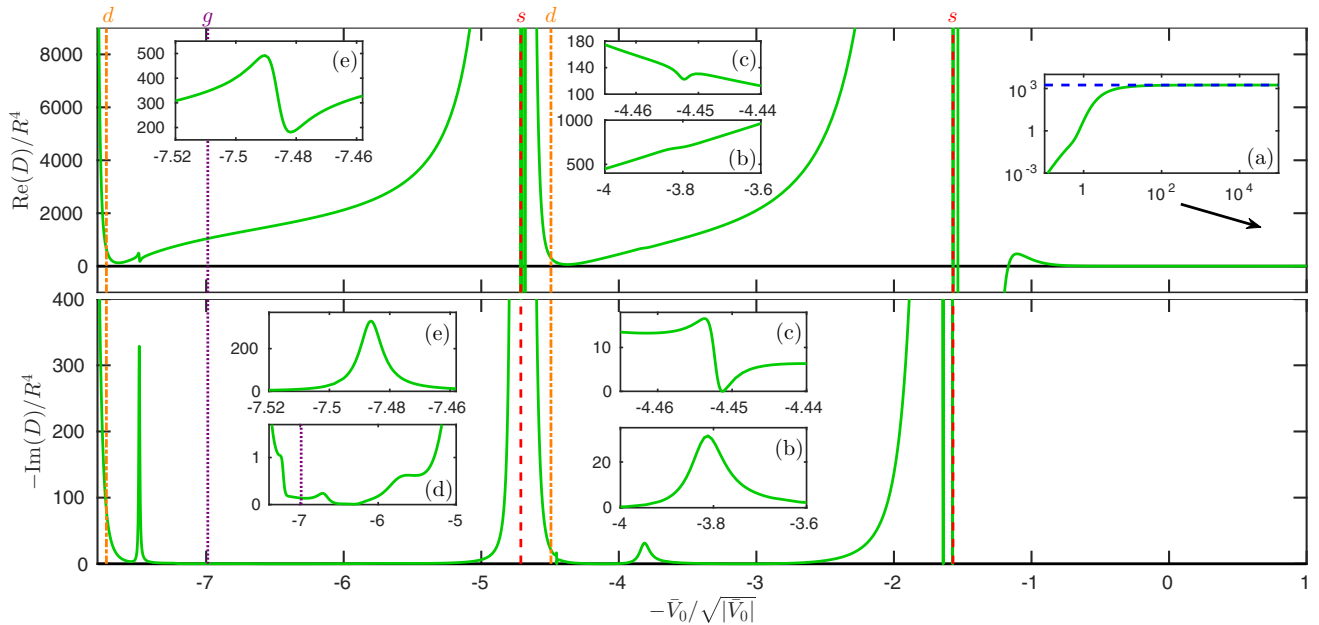 d g s d s
8000
6000
4000
2000
0
Re(D)/R⁴
(e)
500
400
300
200
-7.52 -7.5 -7.48 -7.46
(c)
180
140
100
-4.46 -4.45 -4.44
(b)
1000
500
-4 -3.8 -3.6
(a)
10³
1
10⁻³
1 10² 10⁴
400
300
200
100
0
−Im(D)/R⁴
(e)
200
0
-7.52 -7.5 -7.48 -7.46
(d)
1
0
-7 -6 -5
(c)
10
0
-4.46 -4.45 -4.44
(b)
20
0
-4 -3.8 -3.6
-7 -6 -5 -4 -3 -2 -1 0 1
−V̄₀/√|V̄₀|